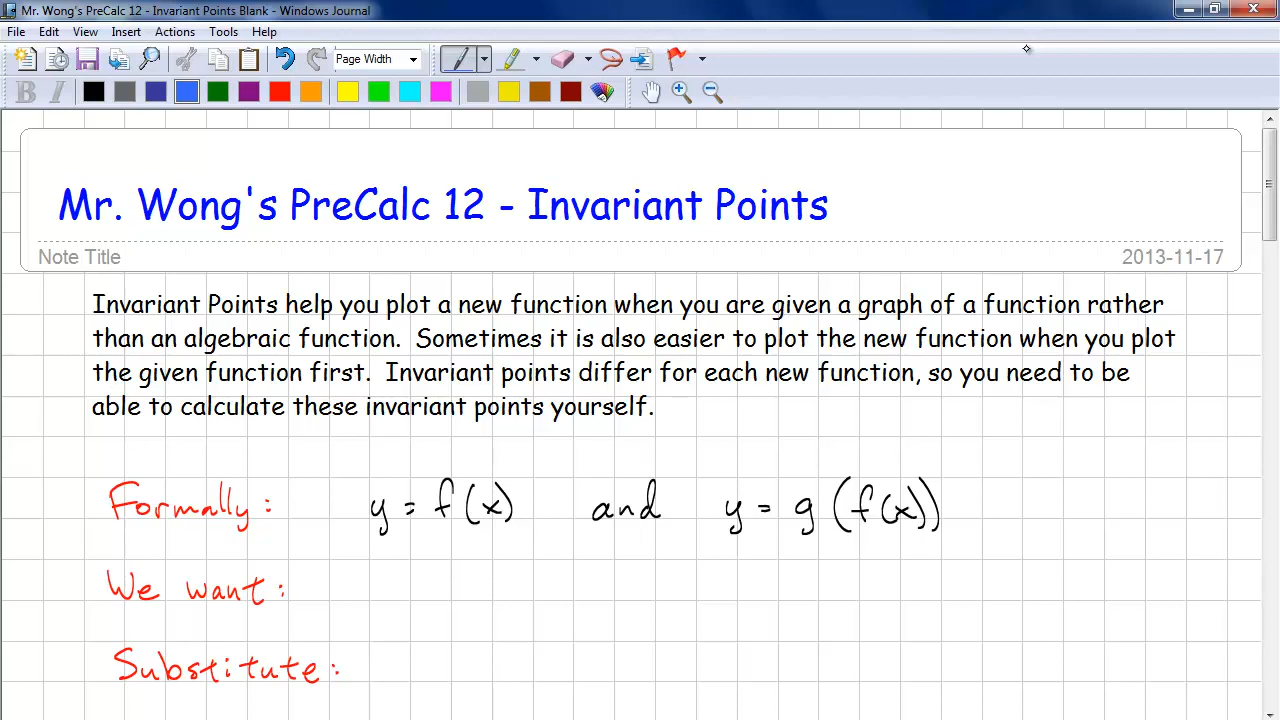 Mr. Wong's PreCalc 12 - Invariant Points Blank - Windows Journal
File Edit View Insert Actions Tools Help
Page Width
B I
Mr. Wong's PreCalc 12 - Invariant Points
Note Title 2013-11-17
Invariant Points help you plot a new function when you are given a graph of a function rather
than an algebraic function. Sometimes it is also easier to plot the new function when you plot
the given function first. Invariant points differ for each new function, so you need to be
able to calculate these invariant points yourself.
Formally: y = f(x) and y = g(f(x))
We want:
Substitute: